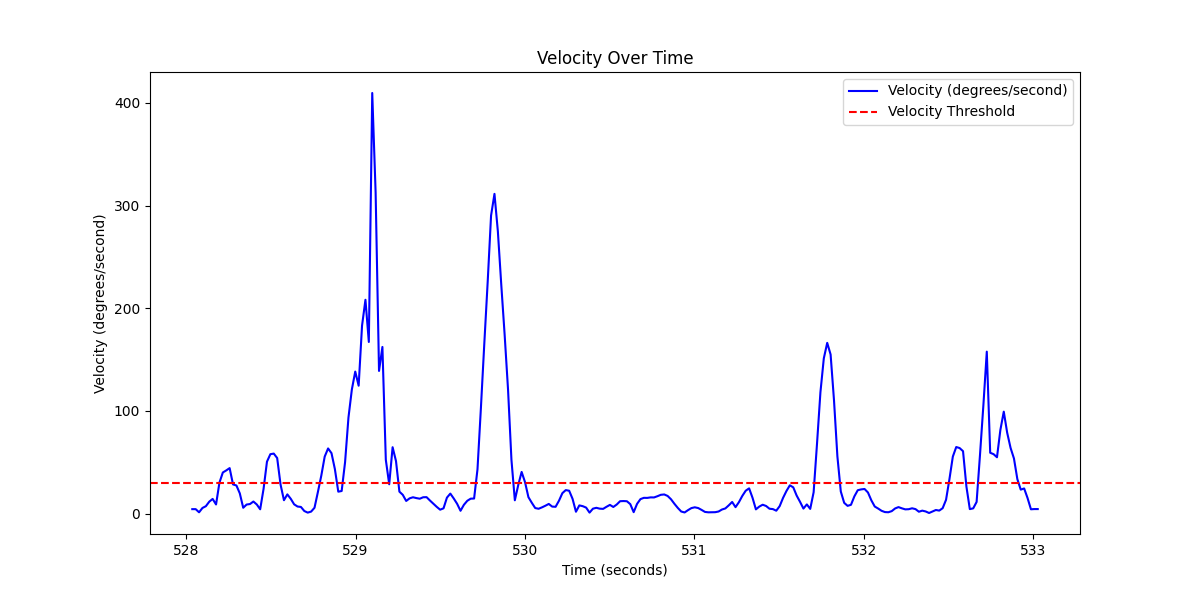 Velocity Over Time
Velocity (degrees/second)
Velocity Threshold
Velocity (degrees/second)
400
300
200
100
0
528
529
530
531
532
533
Time (seconds)